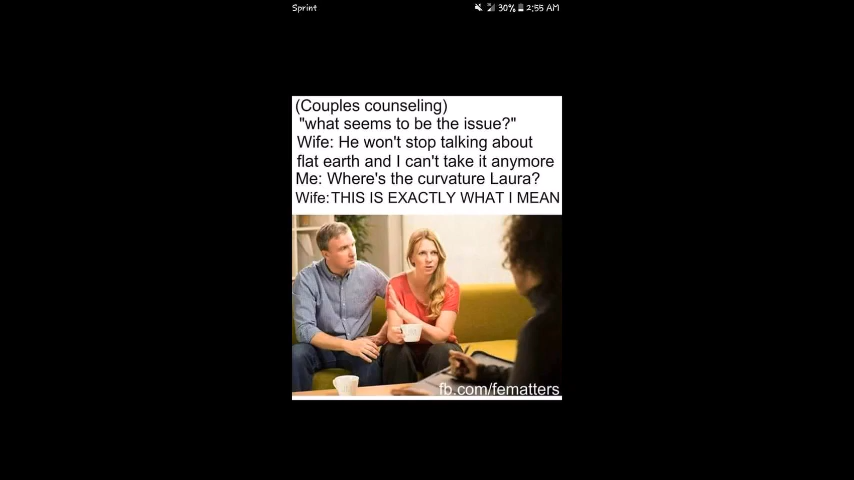 Sprint
30% 2:55 AM
(Couples counseling)
"what seems to be the issue?"
Wife: He won't stop talking about
flat earth and I can't take it anymore
Me: Where's the curvature Laura?
Wife: THIS IS EXACTLY WHAT I MEAN
fb.com/fematters